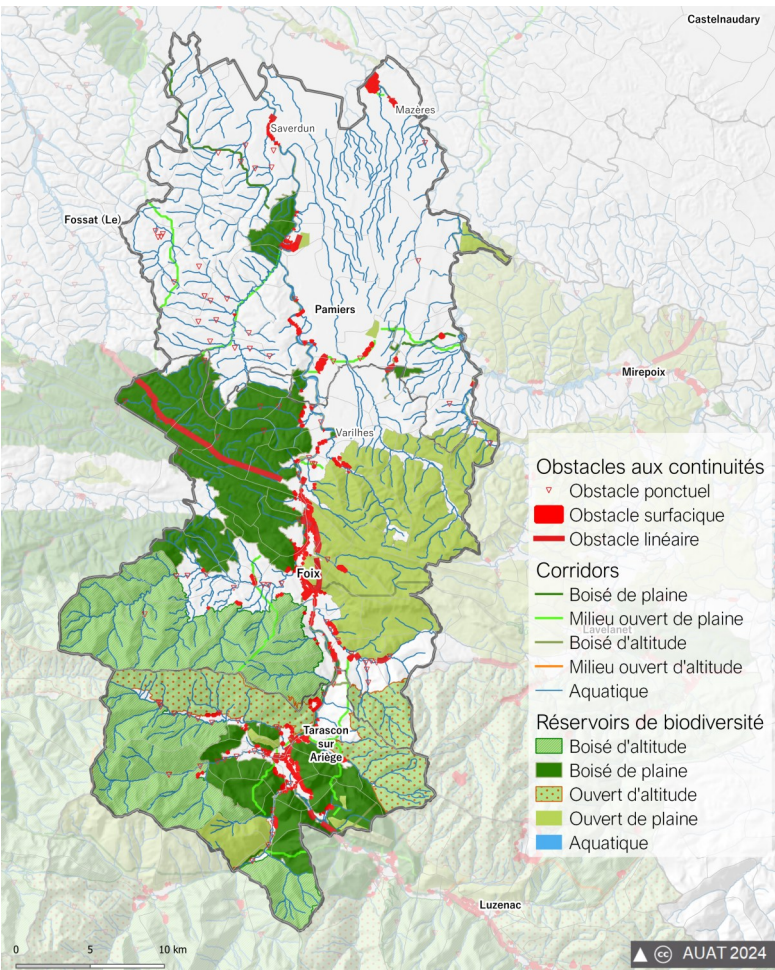 Castelnaudary
Mazères
Saverdun
Fossat (Le)
Pamiers
Mirepoix
Varilhes
Foix
Lavelanet
Tarascon
sur
Ariège
Luzenac
Obstacles aux continuités
Obstacle ponctuel
Obstacle surfacique
Obstacle linéaire
Corridors
Boisé de plaine
Milieu ouvert de plaine
Boisé d'altitude
Milieu ouvert d'altitude
Aquatique
Réservoirs de biodiversité
Boisé d'altitude
Boisé de plaine
Ouvert d'altitude
Ouvert de plaine
Aquatique
0 5 10 km
cc AUAT 2024